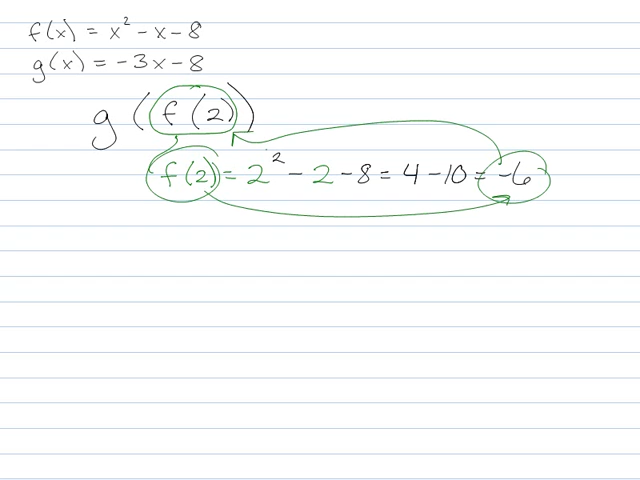 f(x) = x² - x - 8
g(x) = -3x - 8
g(f(2))
f(2) = 2² - 2 - 8 = 4 - 10 = -6